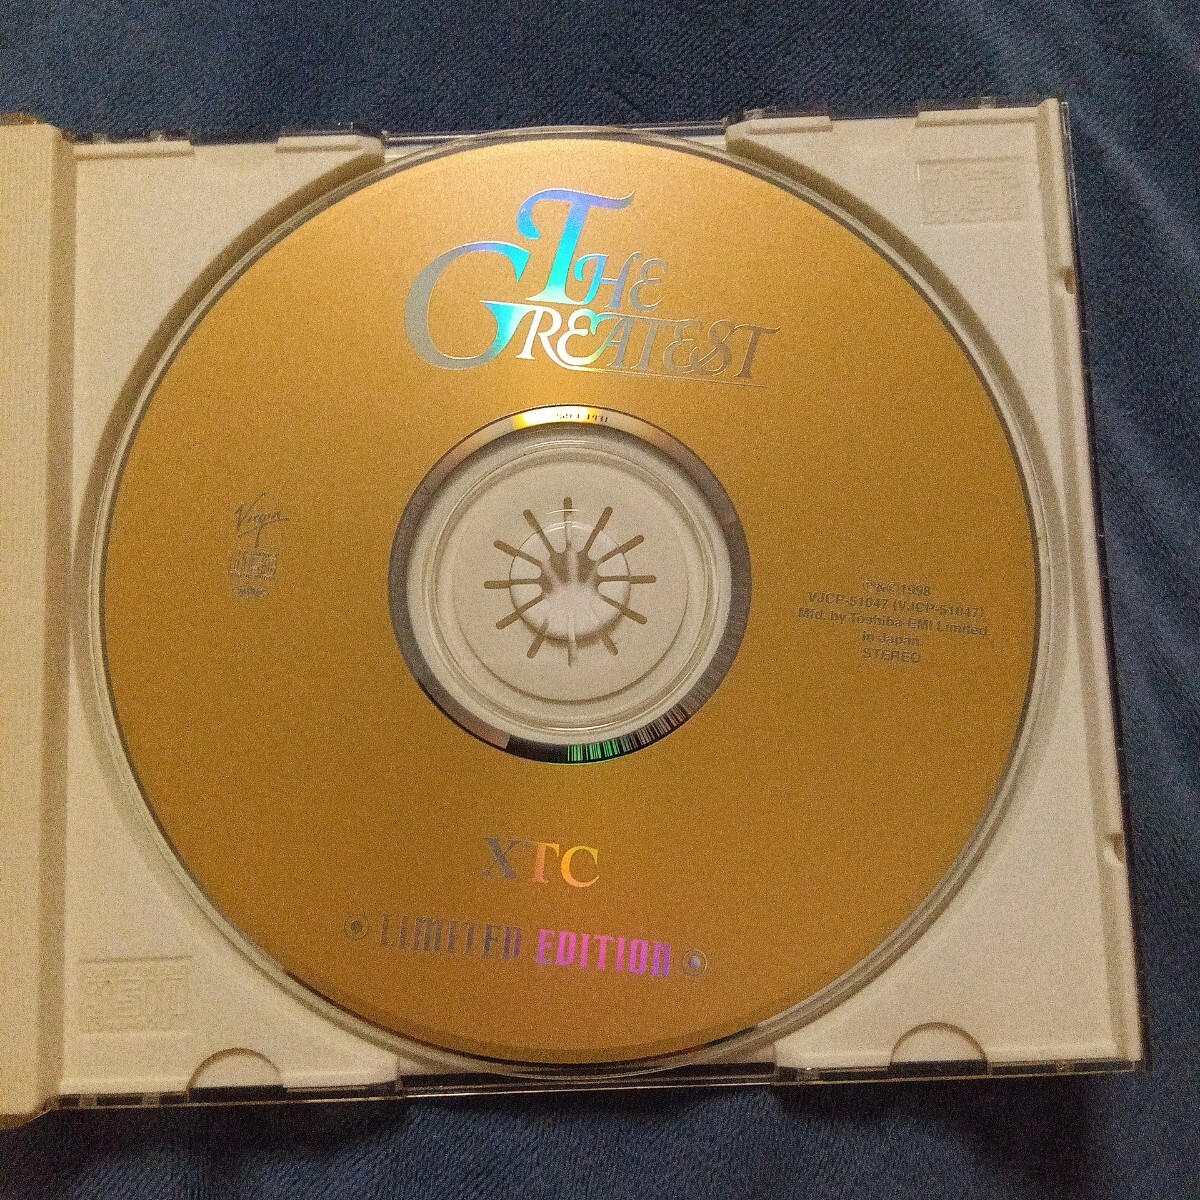 THE
GREATEST
Virgin
℗&©1998
VJCP-51047 (VJCP-51047)
Mfd. by Toshiba-EMI Limited
in Japan.
STEREO
XTC
LIMITED EDITION